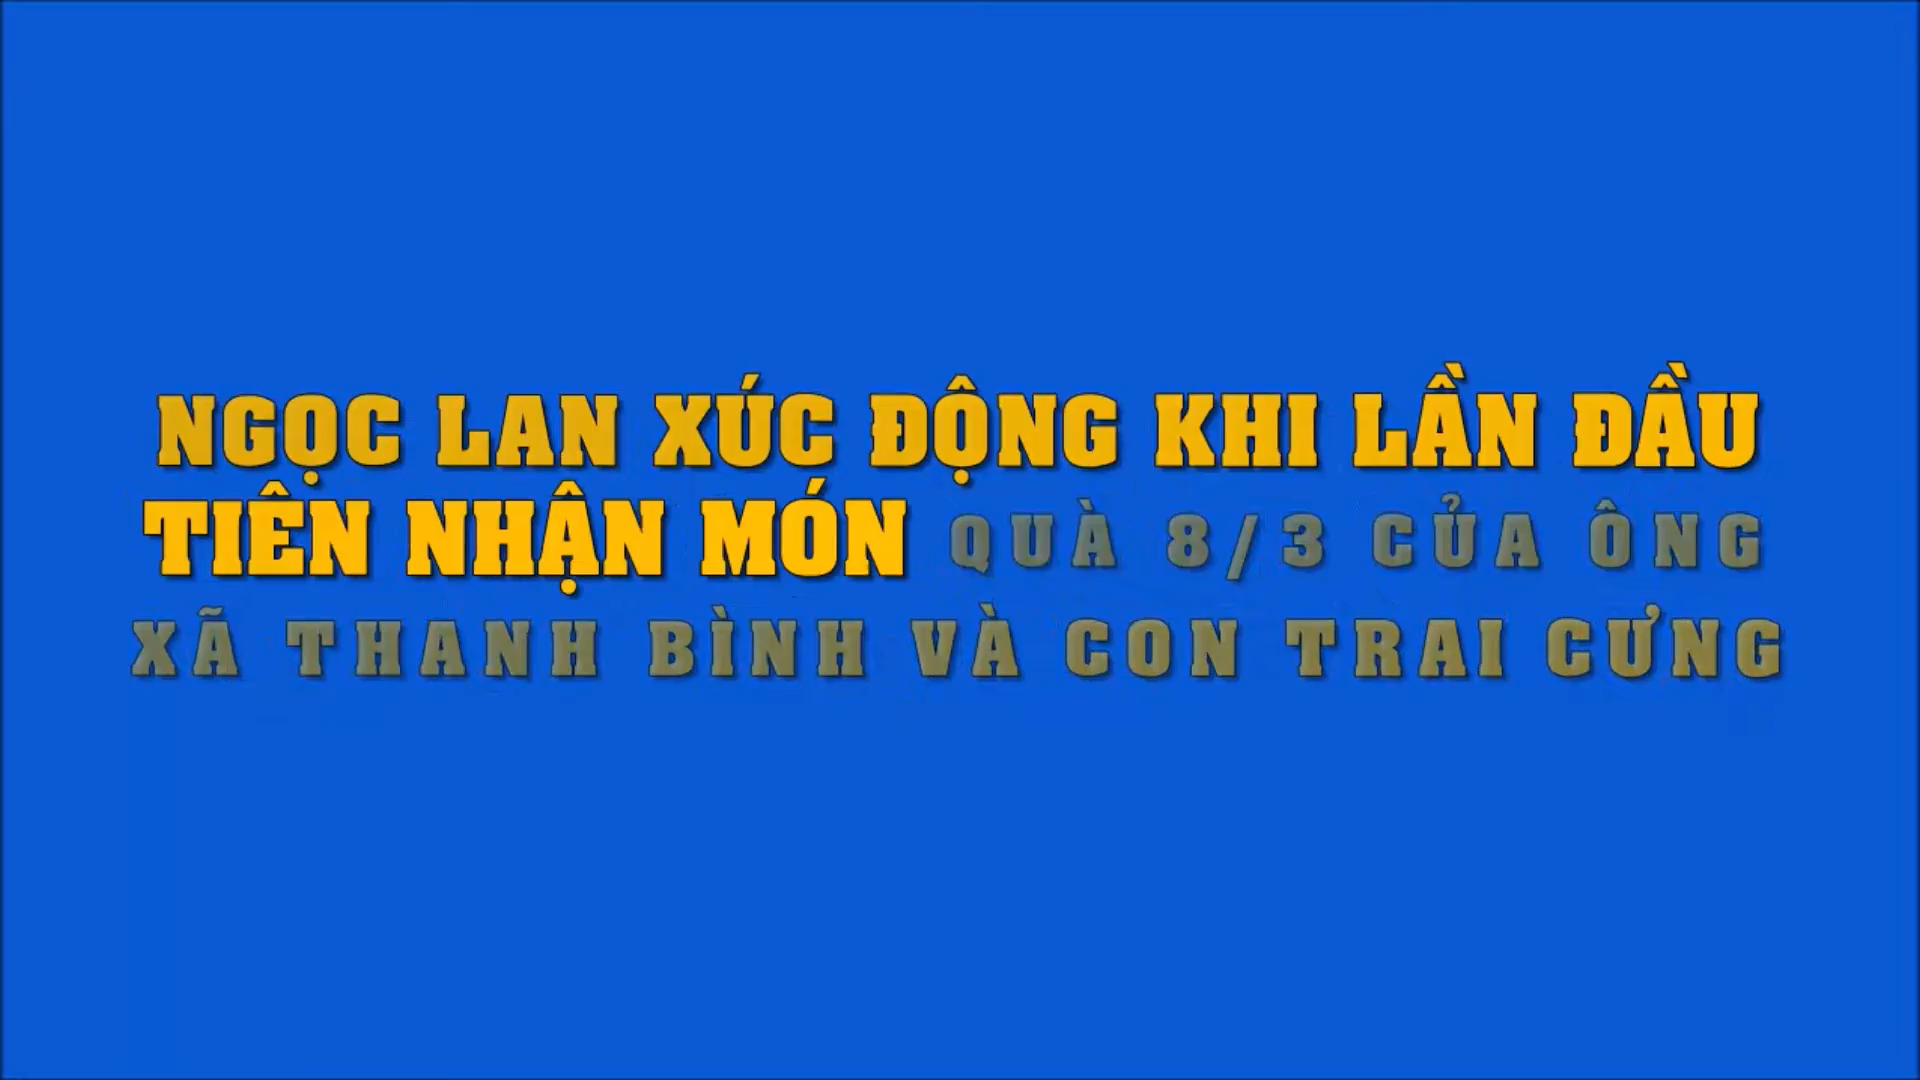 NGỌC LAN XÚC ĐỘNG KHI LẦN ĐẦU
TIÊN NHẬN MÓN QUÀ 8/3 CỦA ÔNG
XÃ THANH BÌNH VÀ CON TRAI CƯNG